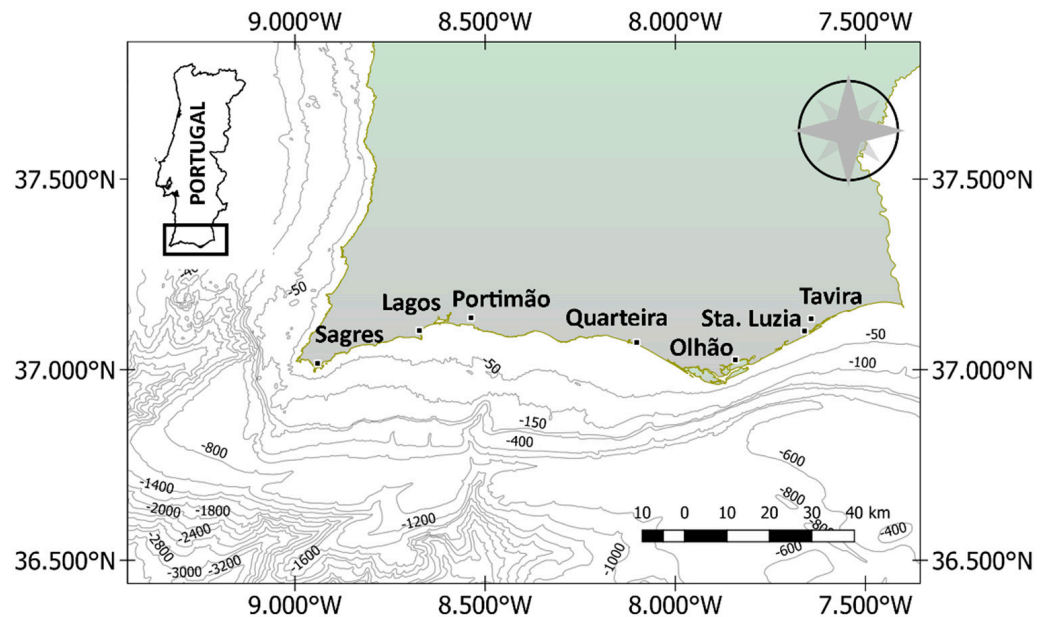 9.000°W 8.500°W 8.000°W 7.500°W
PORTUGAL
37.500°N 37.500°N
-50
Tavira
Lagos Portimão
Quarteira Sta. Luzia
Sagres
Olhão
-50
-50
-100
37.000°N 37.000°N
-150
-400
-800
-600
-1400
-800
-2000 -1800
10 0 10 20 30 40 km
-1200
-800
-400
-2400
-2800
-1600
-600
-1000
-3000 -3200
36.500°N 36.500°N
9.000°W 8.500°W 8.000°W 7.500°W